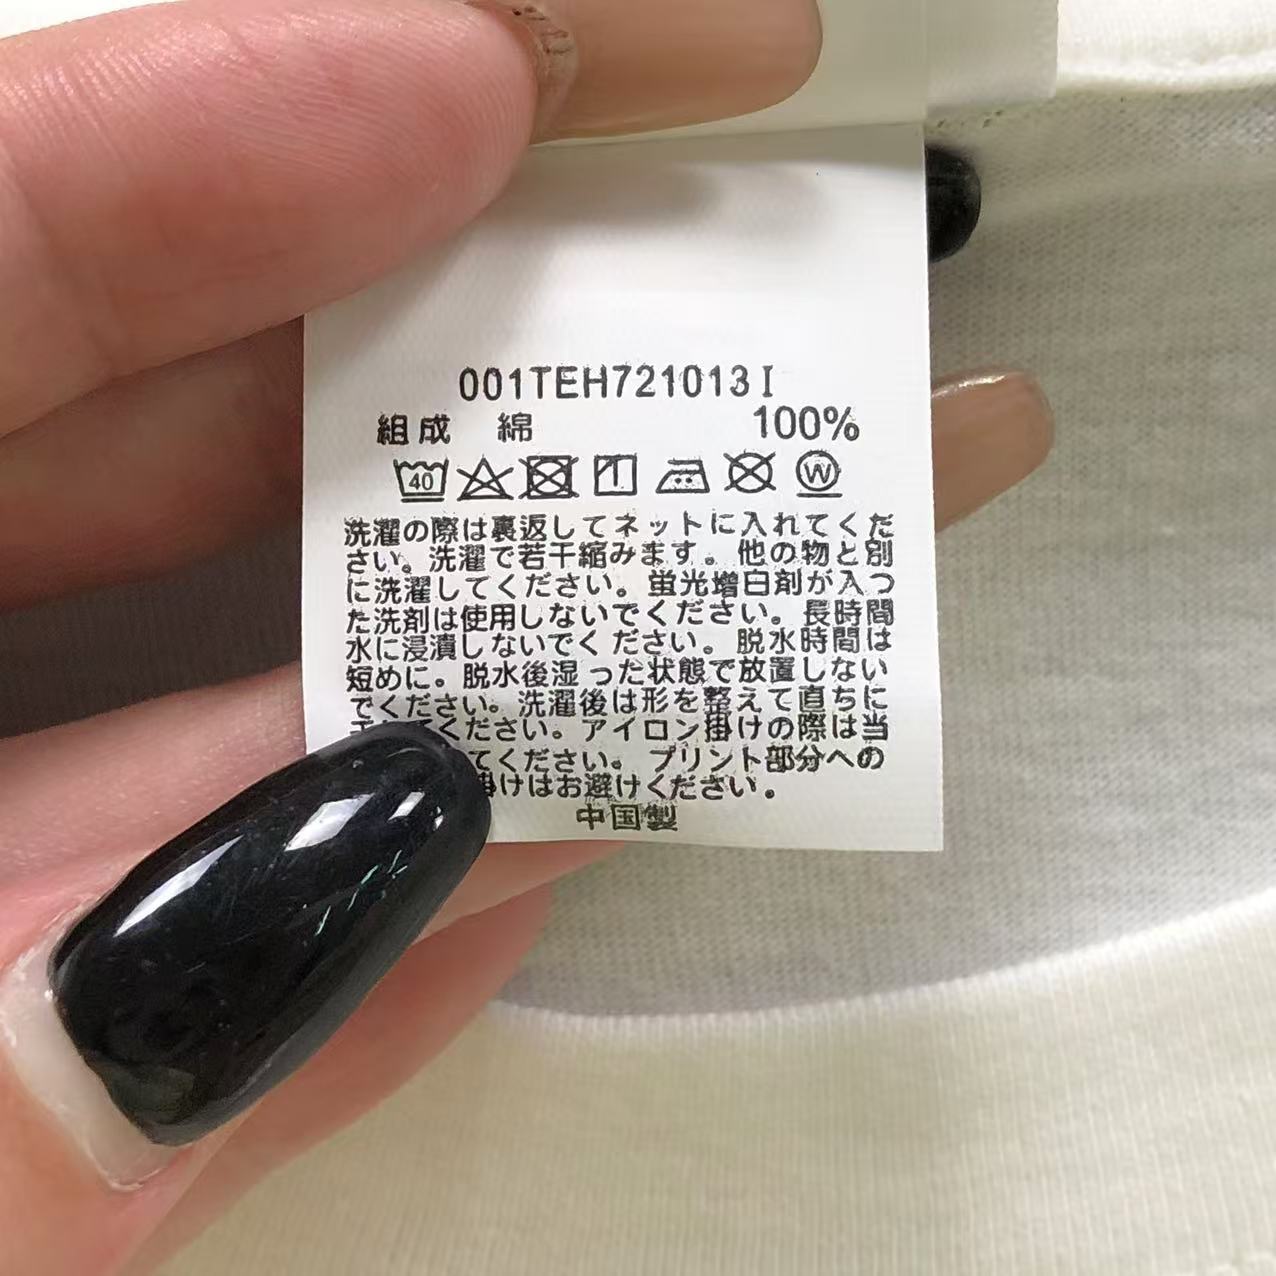 001TEH721013I
組成 綿 100%
40
W
洗濯の際は裏返してネットに入れてくだ
さい。洗濯で若干縮みます。他の物と別
に洗濯してください。蛍光増白剤が入っ
た洗剤は使用しないでください。長時間
水に浸漬しないでください。脱水時間は
短めに。脱水後湿った状態で放置しない
でください。洗濯後は形を整えて直ちに
てください。アイロン掛けの際は当
てください。プリント部分への
掛けはお避けください。
中国製